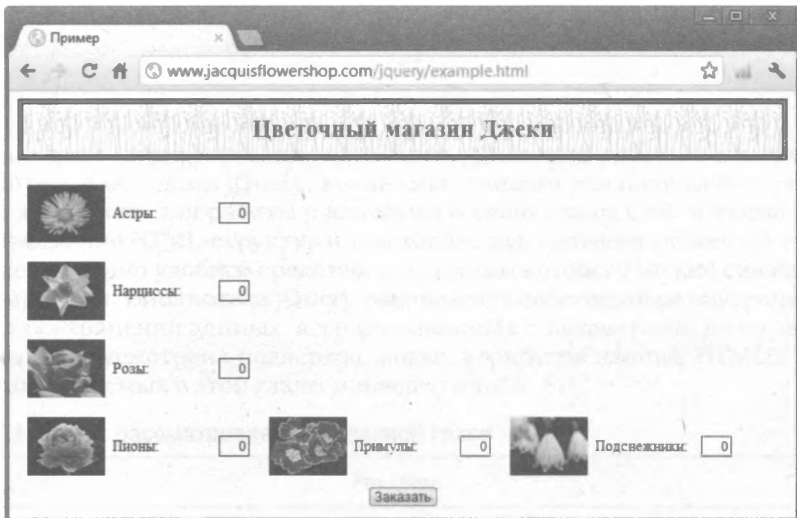 Пример
www.jacquisflowershop.com/jquery/example.html
Цветочный магазин Джеки
Астры: 0
Нарциссы: 0
Розы: 0
Пионы: 0 Примулы: 0 Подснежники: 0
Заказать